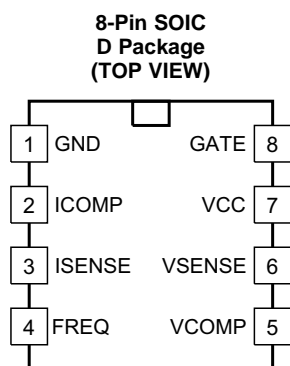 8-Pin SOIC
D Package
(TOP VIEW)
1 GND GATE 8
2 ICOMP VCC 7
3 ISENSE VSENSE 6
4 FREQ VCOMP 5